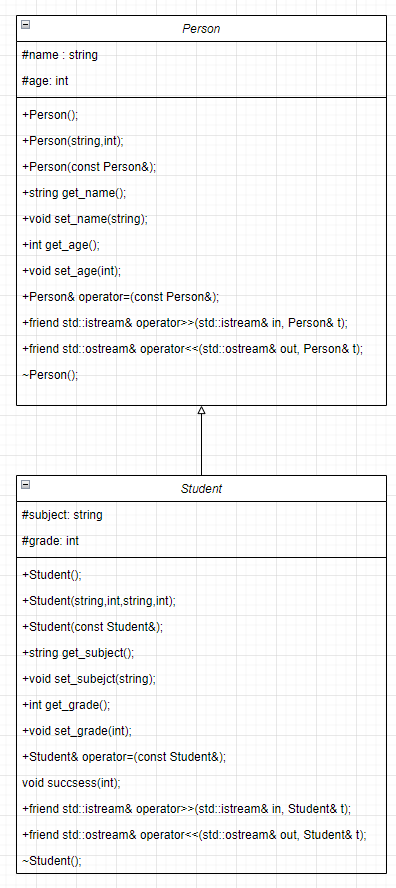 Person
#name : string
#age: int
+Person();
+Person(string,int);
+Person(const Person&);
+string get_name();
+void set_name(string);
+int get_age();
+void set_age(int);
+Person& operator=(const Person&);
+friend std::istream& operator>>(std::istream& in, Person& t);
+friend std::ostream& operator<<(std::ostream& out, Person& t);
~Person();
Student
#subject: string
#grade: int
+Student();
+Student(string,int,string,int);
+Student(const Student&);
+string get_subject();
+void set_subejct(string);
+int get_grade();
+void set_grade(int);
+Student& operator=(const Student&);
void succsess(int);
+friend std::istream& operator>>(std::istream& in, Student& t);
+friend std::ostream& operator<<(std::ostream& out, Student& t);
~Student();